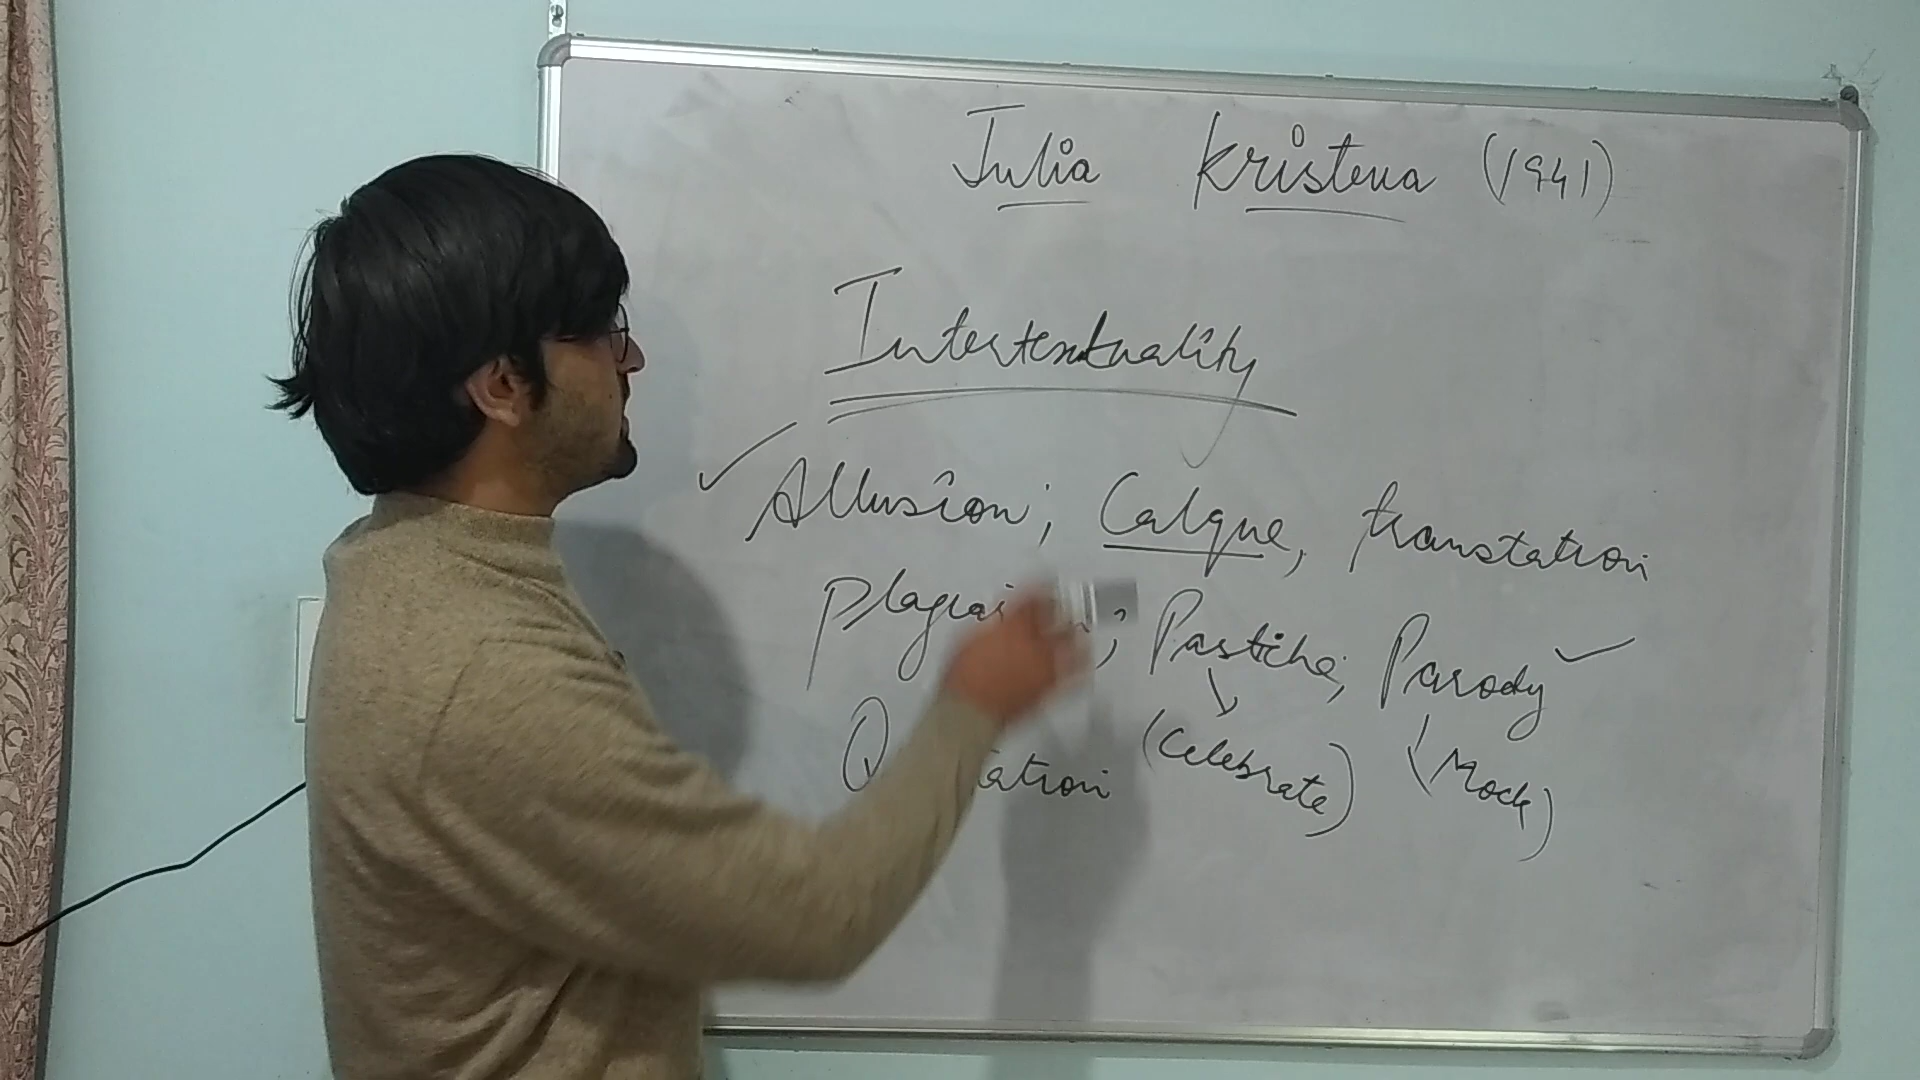 Julia Kristeva (1941)
Intertextuality
Allusion; Calque, translation
; Pastiche; Parody
(Celebrate) (Mock)